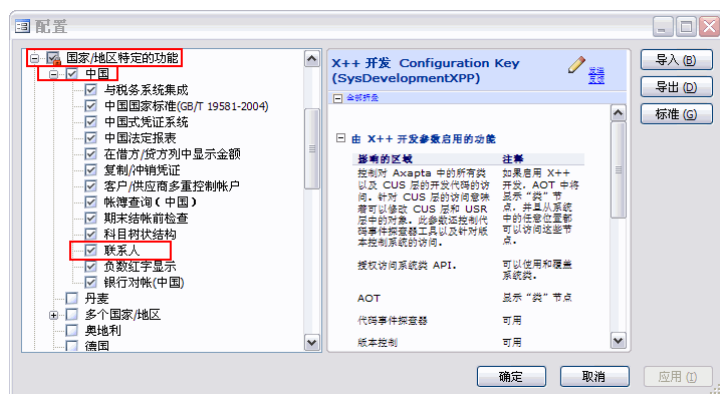 配置
国家/地区特定的功能
中国
与税务系统集成
中国国家标准(GB/T 19581-2004)
中国式凭证系统
中国法定报表
在借方/贷方列中显示金额
复制/冲销凭证
客户/供应商多重控制帐户
帐簿查询(中国)
期末结帐前检查
科目树状结构
联系人
负数红字显示
银行对帐(中国)
丹麦
多个国家/地区
奥地利
德国
X++ 开发 Configuration Key
(SysDevelopmentXPP)
全部折叠
由 X++ 开发参数启用的功能
影响的区域 注释
控制对 Axapta 中的所有类 如果启用 X++
以及 CUS 层的开发代码的访 开发，AOT 中将
问。针对 CUS 层的访问意味 显示“类”节
着可以修改 CUS 层和 USR 点，并且从系统
层中的对象。此参数还控制代 中的任意位置都
码事件探查器工具以及针对版 可以访问这些节
本控制系统的访问。 点。
授权访问系统类 API。 可以使用和覆盖
系统类。
AOT 显示“类”节点
代码事件探查器 可用
版本控制 可用
导入(B)
导出(D)
标准(G)
确定 取消 应用(I)